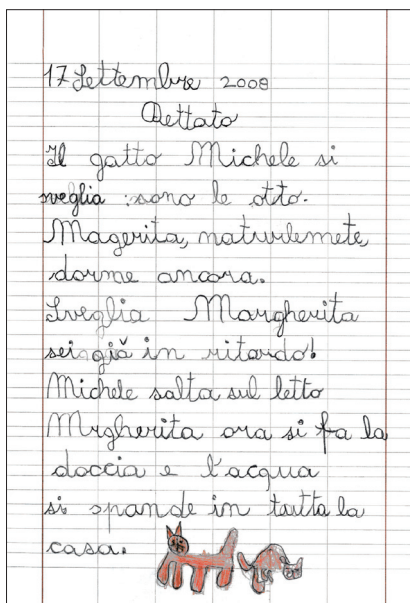 17 Settembre 2008
Dettato
Il gatto Michele si
sveglia : sono le otto.
Magerita, naturlemete,
dorme ancora.
Sveglia Margherita
sei già in ritardo!
Michele salta sul letto
Mrgherita ora si fa la
doccia e l'acqua
si spande in tutta la
casa.